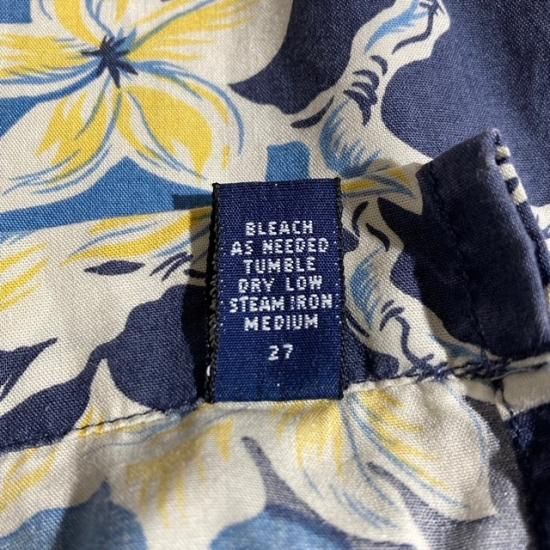 BLEACH
AS NEEDED
TUMBLE
DRY LOW
STEAM IRON
MEDIUM
27